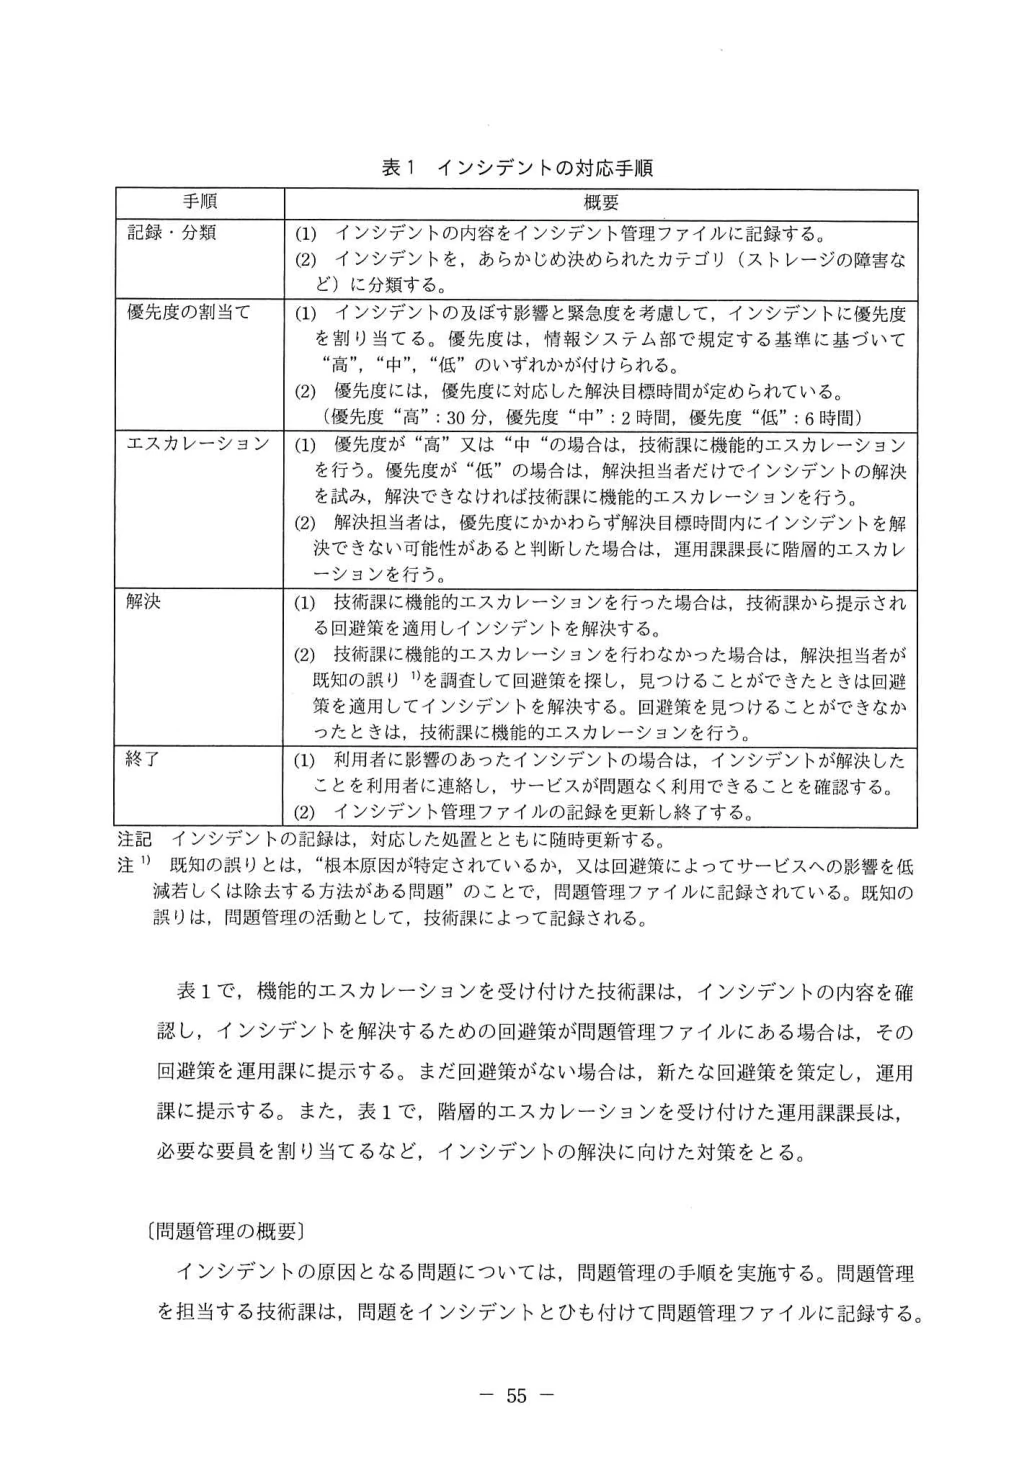 表1　インシデントの対応手順
手順
概要
記録・分類
(1)　インシデントの内容をインシデント管理ファイルに記録する。
(2)　インシデントを，あらかじめ決められたカテゴリ（ストレージの障害な
ど）に分類する。
優先度の割当て
(1)　インシデントの及ぼす影響と緊急度を考慮して，インシデントに優先度
を割り当てる。優先度は，情報システム部で規定する基準に基づいて
“高”，“中”，“低” のいずれかが付けられる。
(2)　優先度には，優先度に対応した解決目標時間が定められている。
（優先度 “高”：30 分，優先度 “中”：2 時間，優先度 “低”：6 時間）
エスカレーション
(1)　優先度が “高” 又は “中 “の場合は，技術課に機能的エスカレーション
を行う。優先度が “低” の場合は，解決担当者だけでインシデントの解決
を試み，解決できなければ技術課に機能的エスカレーションを行う。
(2)　解決担当者は，優先度にかかわらず解決目標時間内にインシデントを解
決できない可能性があると判断した場合は，運用課課長に階層的エスカレ
ーションを行う。
解決
(1)　技術課に機能的エスカレーションを行った場合は，技術課から提示され
る回避策を適用しインシデントを解決する。
(2)　技術課に機能的エスカレーションを行わなかった場合は，解決担当者が
既知の誤り 1)を調査して回避策を探し，見つけることができたときは回避
策を適用してインシデントを解決する。回避策を見つけることができなか
ったときは，技術課に機能的エスカレーションを行う。
終了
(1)　利用者に影響のあったインシデントの場合は，インシデントが解決した
ことを利用者に連絡し，サービスが問題なく利用できることを確認する。
(2)　インシデント管理ファイルの記録を更新し終了する。
注記　インシデントの記録は，対応した処置とともに随時更新する。
注 1)　既知の誤りとは，“根本原因が特定されているか，又は回避策によってサービスへの影響を低
減若しくは除去する方法がある問題” のことで，問題管理ファイルに記録されている。既知の
誤りは，問題管理の活動として，技術課によって記録される。
表1で，機能的エスカレーションを受け付けた技術課は，インシデントの内容を確
認し，インシデントを解決するための回避策が問題管理ファイルにある場合は，その
回避策を運用課に提示する。まだ回避策がない場合は，新たな回避策を策定し，運用
課に提示する。また，表1で，階層的エスカレーションを受け付けた運用課課長は，
必要な要員を割り当てるなど，インシデントの解決に向けた対策をとる。
〔問題管理の概要〕
インシデントの原因となる問題については，問題管理の手順を実施する。問題管理
を担当する技術課は，問題をインシデントとひも付けて問題管理ファイルに記録する。
－ 55 －